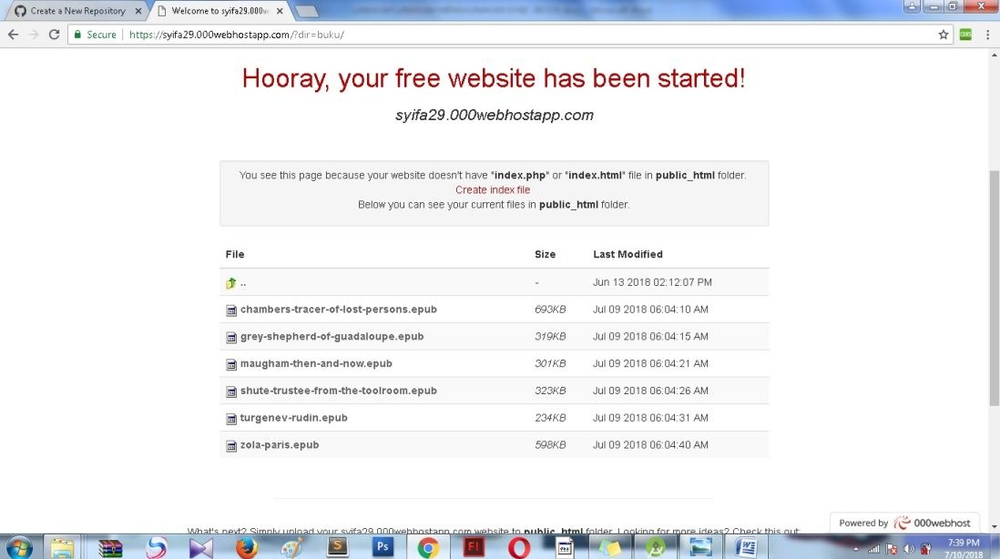 Create a New Repository
Welcome to syifa29.000w
Secure
https://syifa29.000webhostapp.com/?dir=buku/
Hooray, your free website has been started!
syifa29.000webhostapp.com
You see this page because your website doesn't have "index.php" or "index.html" file in public_html folder.
Create index file
Below you can see your current files in public_html folder.
File Size Last Modified
.. - Jun 13 2018 02:12:07 PM
chambers-tracer-of-lost-persons.epub 693KB Jul 09 2018 06:04:10 AM
grey-shepherd-of-guadaloupe.epub 319KB Jul 09 2018 06:04:15 AM
maugham-then-and-now.epub 301KB Jul 09 2018 06:04:21 AM
shute-trustee-from-the-toolroom.epub 323KB Jul 09 2018 06:04:26 AM
turgenev-rudin.epub 234KB Jul 09 2018 06:04:31 AM
zola-paris.epub 598KB Jul 09 2018 06:04:40 AM
What's next? Simply upload your syifa29.000webhostapp.com website to public_html folder. Looking for more ideas? Check this out:
Powered by 000webhost
S
Ps
Fl
W
7:39 PM
7/10/2018